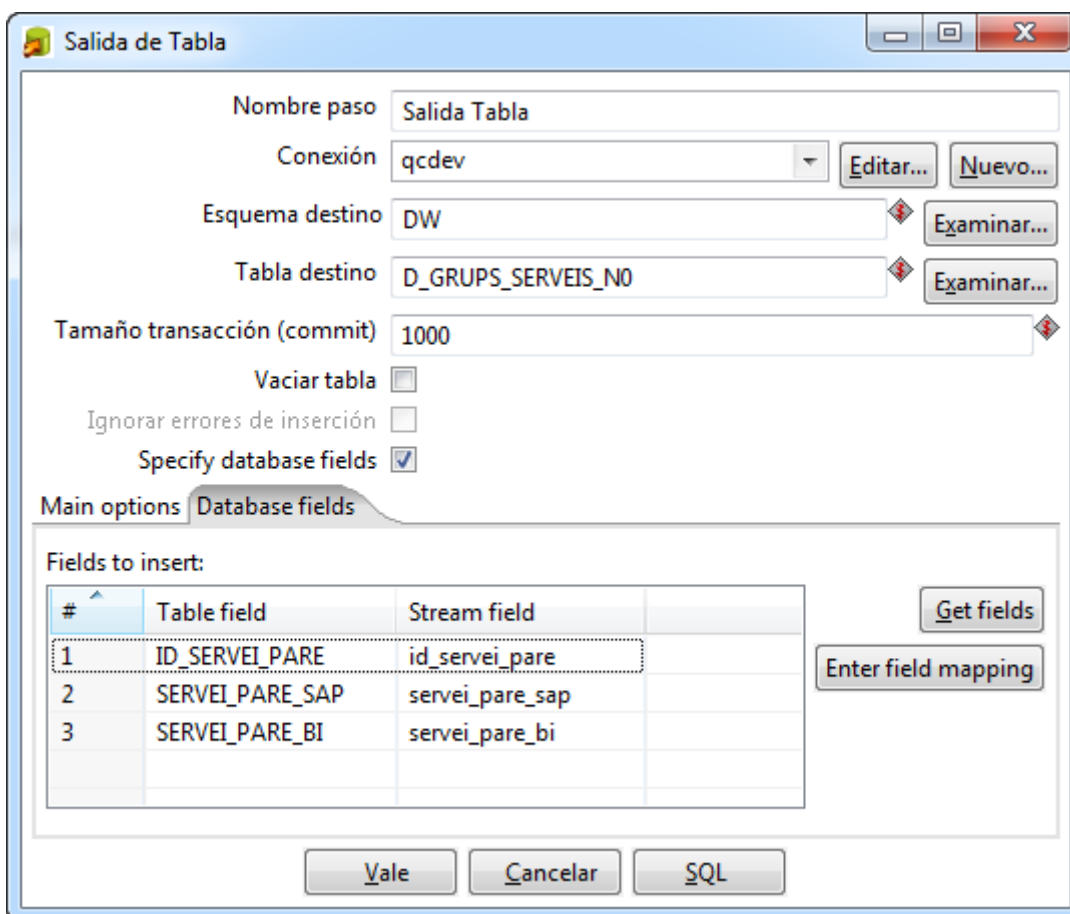 Salida de Tabla
Nombre paso Salida Tabla
Conexión qcdev Editar... Nuevo...
Esquema destino DW Examinar...
Tabla destino D_GRUPS_SERVEIS_N0 Examinar...
Tamaño transacción (commit) 1000
Vaciar tabla
Ignorar errores de inserción
Specify database fields
Main options Database fields
Fields to insert:
# Table field Stream field Get fields
1 ID_SERVEI_PARE id_servei_pare Enter field mapping
2 SERVEI_PARE_SAP servei_pare_sap
3 SERVEI_PARE_BI servei_pare_bi
Vale Cancelar SQL